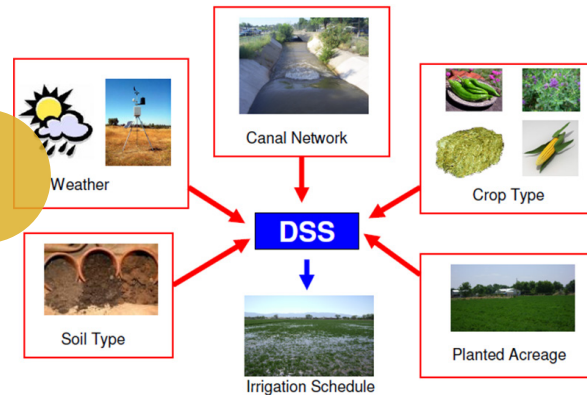 Canal Network
Weather
Crop Type
DSS
Soil Type
Planted Acreage
Irrigation Schedule